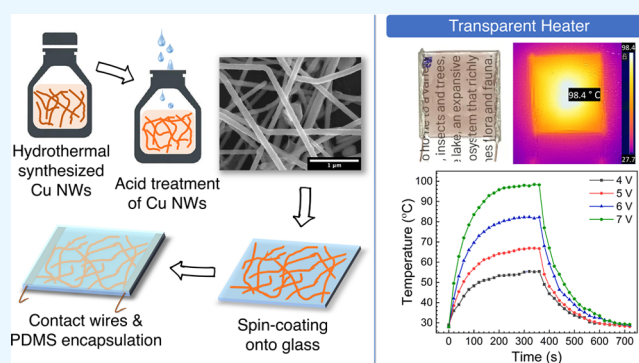 Hydrothermal
synthesized
Cu NWs
Acid treatment
of Cu NWs
1 μm
Contact wires &
PDMS encapsulation
Spin-coating
onto glass
Transparent Heater
insects and trees,
lake, an expansive
osystem that richly
nes flora and fauna.
98.4
98.4 °C
27.7
Temperature (°C)
100
90
80
70
60
50
40
30
4 V
5 V
6 V
7 V
0 100 200 300 400 500 600 700
Time (s)